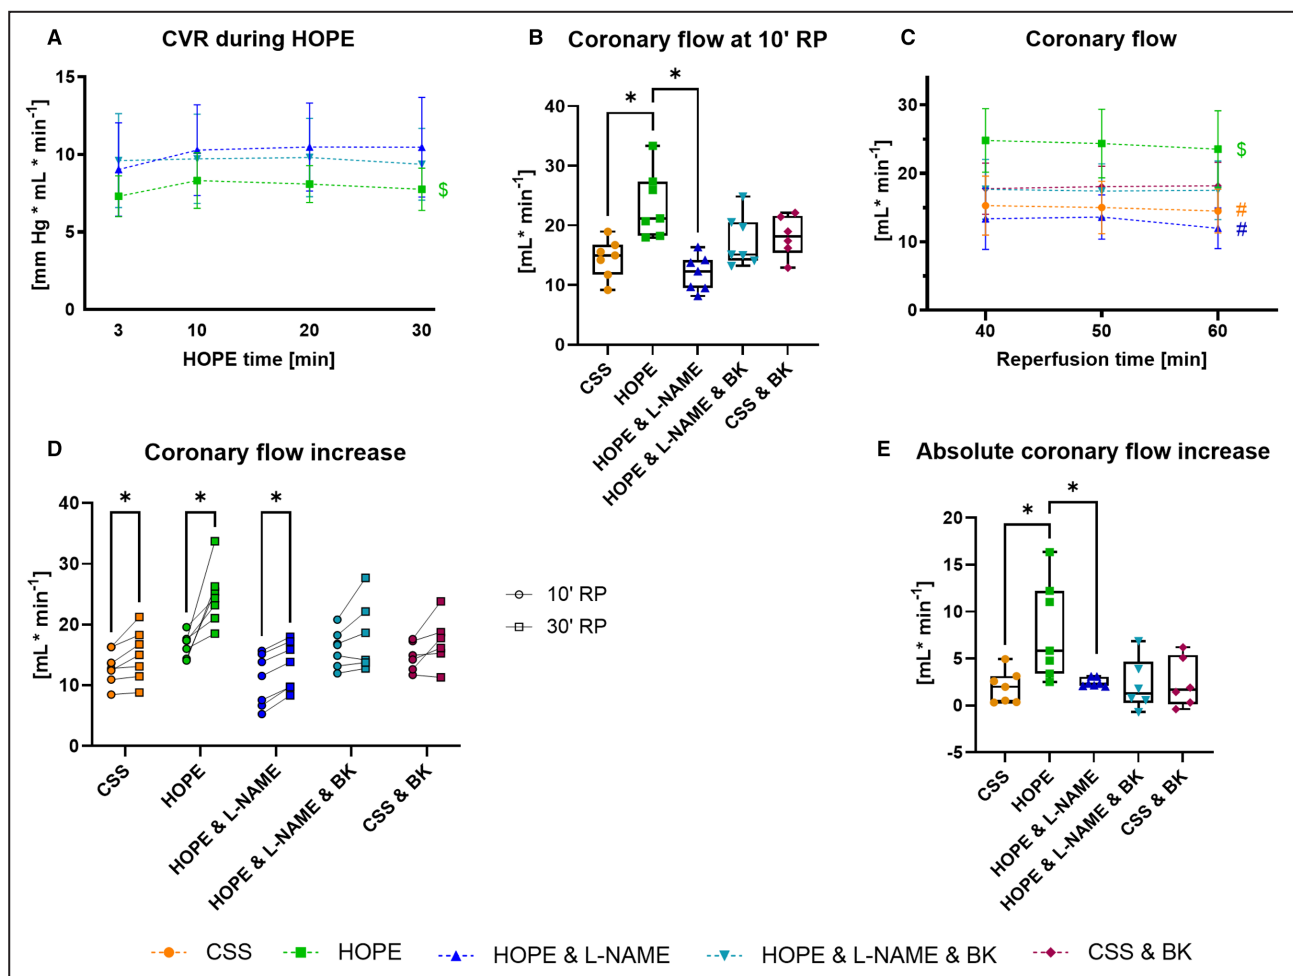 A CVR during HOPE
[mm Hg * mL * min-1]
15
10
5
0
$
3 10 20 30
HOPE time [min]
B Coronary flow at 10' RP
[mL* min-1]
40
30
20
10
0
* *
CSS
HOPE
HOPE & L-NAME
HOPE & L-NAME & BK
CSS & BK
C Coronary flow
[mL* min-1]
30
20
10
0
$
#
#
40 50 60
Reperfusion time [min]
D Coronary flow increase
[mL* min-1]
40
30
20
10
0
* * *
CSS
HOPE
HOPE & L-NAME
HOPE & L-NAME & BK
CSS & BK
10' RP
30' RP
E Absolute coronary flow increase
[mL* min-1]
20
15
10
5
0
-5
* *
CSS
HOPE
HOPE & L-NAME
HOPE & L-NAME & BK
CSS & BK
CSS HOPE HOPE & L-NAME HOPE & L-NAME & BK CSS & BK